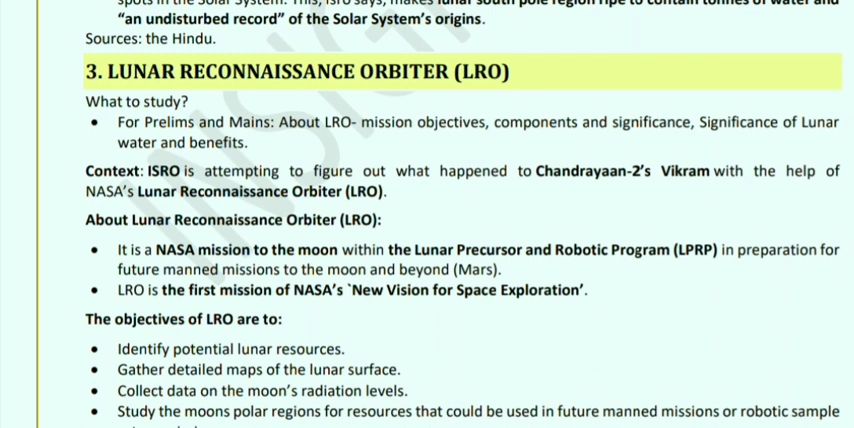 “an undisturbed record” of the Solar System’s origins.
Sources: the Hindu.
3. LUNAR RECONNAISSANCE ORBITER (LRO)
What to study?
• For Prelims and Mains: About LRO- mission objectives, components and significance, Significance of Lunar
water and benefits.
Context: ISRO is attempting to figure out what happened to Chandrayaan-2’s Vikram with the help of
NASA’s Lunar Reconnaissance Orbiter (LRO).
About Lunar Reconnaissance Orbiter (LRO):
• It is a NASA mission to the moon within the Lunar Precursor and Robotic Program (LPRP) in preparation for
future manned missions to the moon and beyond (Mars).
• LRO is the first mission of NASA’s `New Vision for Space Exploration’.
The objectives of LRO are to:
• Identify potential lunar resources.
• Gather detailed maps of the lunar surface.
• Collect data on the moon’s radiation levels.
• Study the moons polar regions for resources that could be used in future manned missions or robotic sample